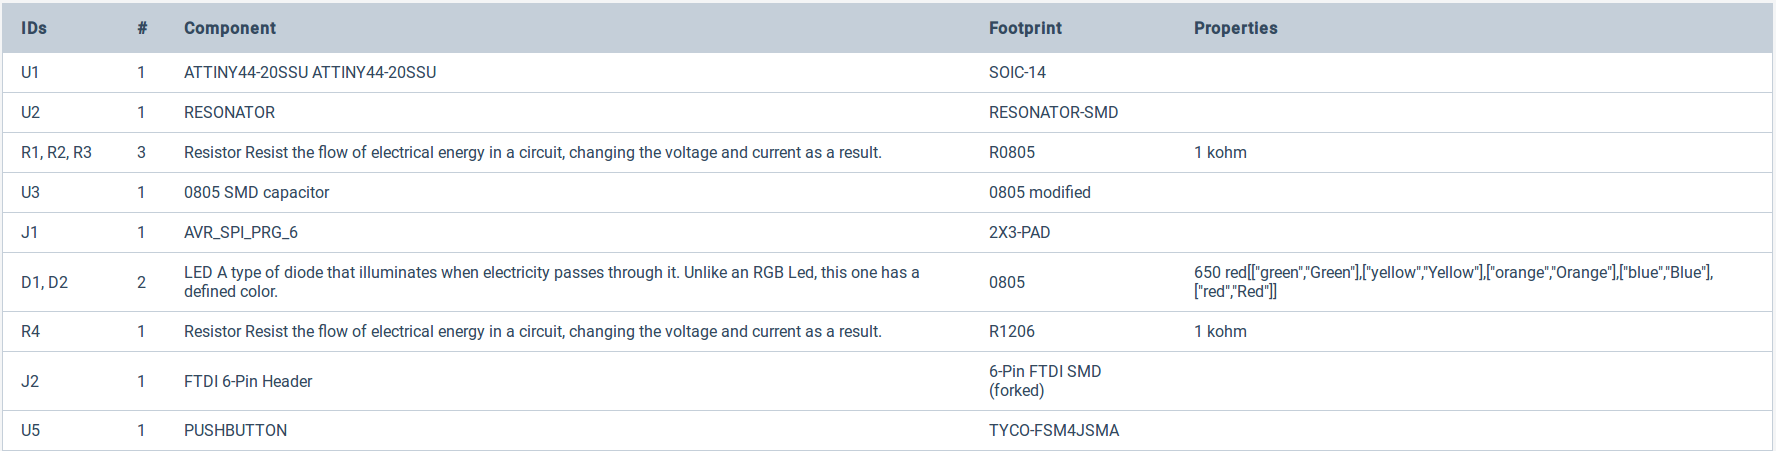 IDs # Component Footprint Properties
U1 1 ATTINY44-20SSU ATTINY44-20SSU SOIC-14
U2 1 RESONATOR RESONATOR-SMD
R1, R2, R3 3 Resistor Resist the flow of electrical energy in a circuit, changing the voltage and current as a result. R0805 1 kohm
U3 1 0805 SMD capacitor 0805 modified
J1 1 AVR_SPI_PRG_6 2X3-PAD
D1, D2 2 LED A type of diode that illuminates when electricity passes through it. Unlike an RGB Led, this one has a
defined color. 0805 650 red[["green","Green"],["yellow","Yellow"],["orange","Orange"],["blue","Blue"],
["red","Red"]]
R4 1 Resistor Resist the flow of electrical energy in a circuit, changing the voltage and current as a result. R1206 1 kohm
J2 1 FTDI 6-Pin Header 6-Pin FTDI SMD
(forked)
U5 1 PUSHBUTTON TYCO-FSM4JSMA